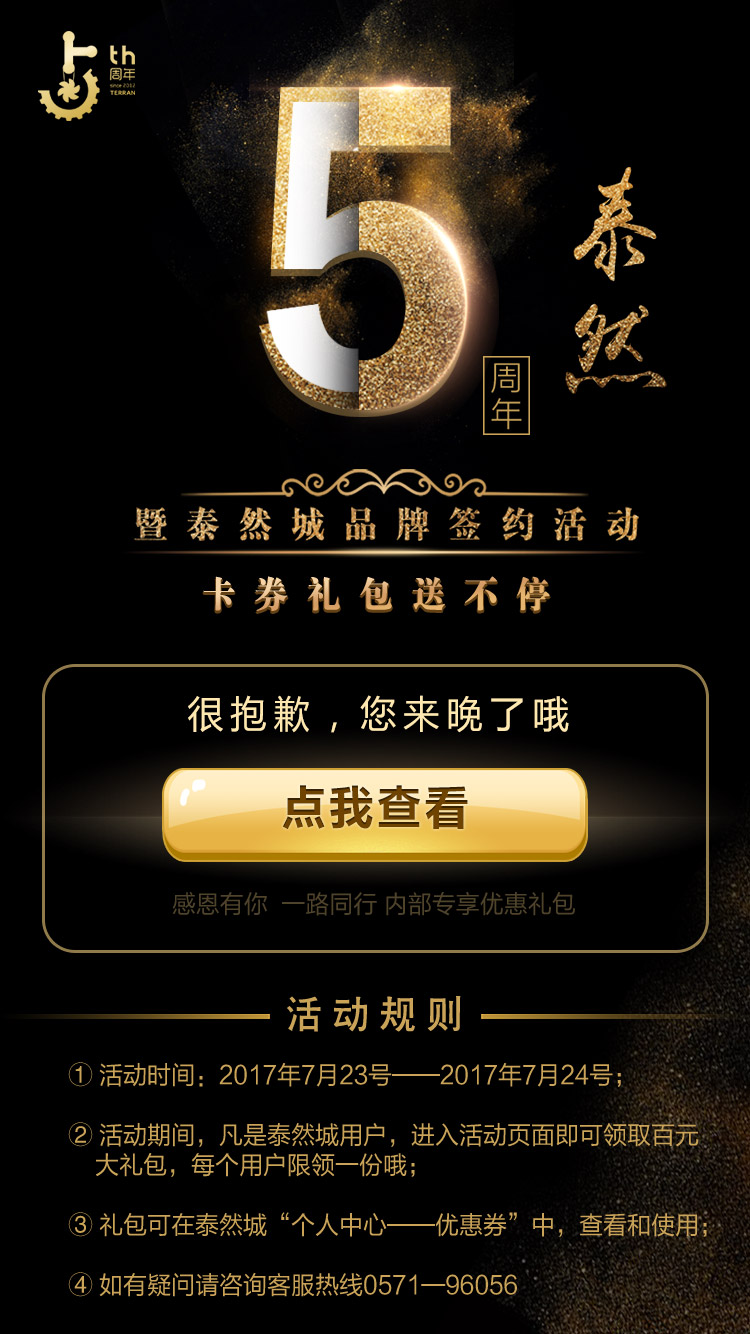 th
周年
since 2012
TERRAN
5
周年
泰然
暨泰然城品牌签约活动
卡券礼包送不停
很抱歉，您来晚了哦
点我查看
感恩有你 一路同行 内部专享优惠礼包
活动规则
① 活动时间：2017年7月23号——2017年7月24号；
② 活动期间，凡是泰然城用户，进入活动页面即可领取百元
大礼包，每个用户限领一份哦；
③ 礼包可在泰然城“个人中心——优惠券”中，查看和使用；
④ 如有疑问请咨询客服热线0571—96056